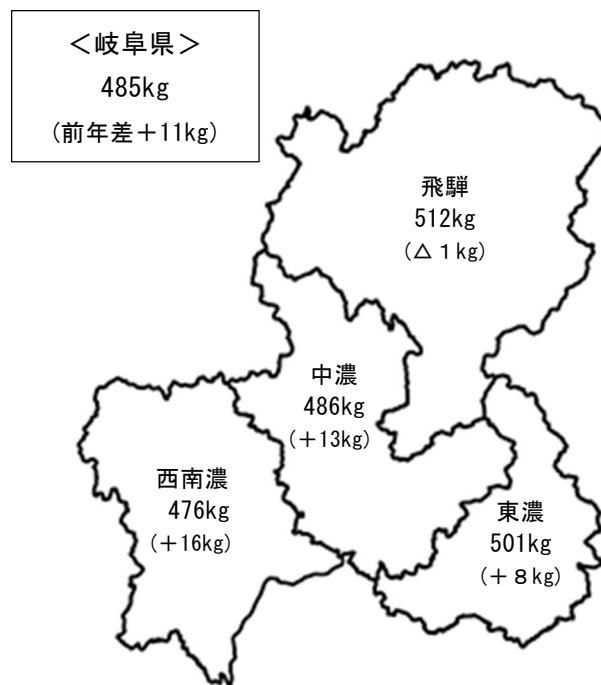 ＜岐阜県＞
485kg
(前年差＋11kg)
飛騨
512kg
(△１kg)
中濃
486kg
(＋13kg)
西南濃
476kg
(＋16kg)
東濃
501kg
(＋８kg)